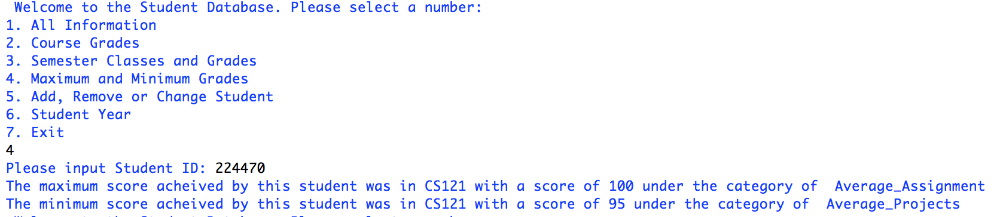 Welcome to the Student Database. Please select a number:
1. All Information
2. Course Grades
3. Semester Classes and Grades
4. Maximum and Minimum Grades
5. Add, Remove or Change Student
6. Student Year
7. Exit
4
Please input Student ID: 224470
The maximum score acheived by this student was in CS121 with a score of 100 under the category of  Average_Assignment
The minimum score acheived by this student was in CS121 with a score of 95 under the category of  Average_Projects